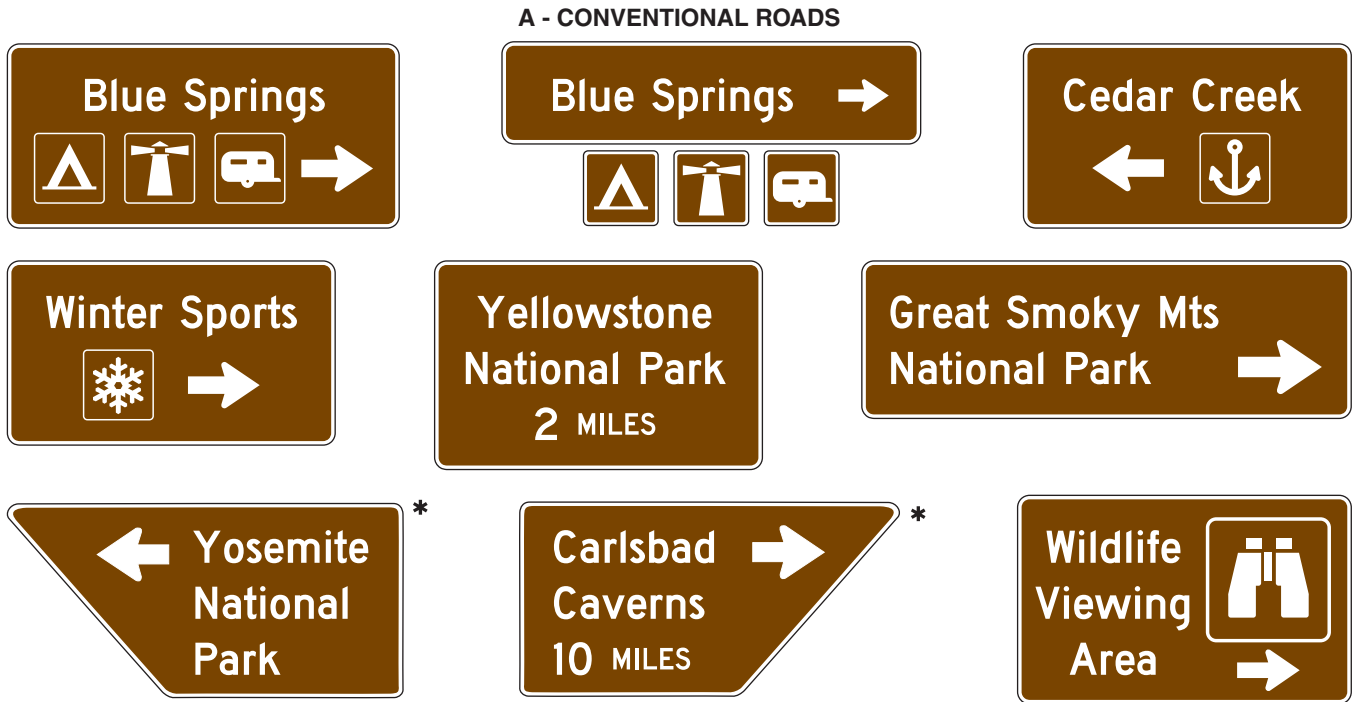 A - CONVENTIONAL ROADS
Blue Springs
Blue Springs
Cedar Creek
Winter Sports
Yellowstone
National Park
2 MILES
Great Smoky Mts
National Park
Yosemite
National
Park
*
Carlsbad
Caverns
10 MILES
*
Wildlife
Viewing
Area